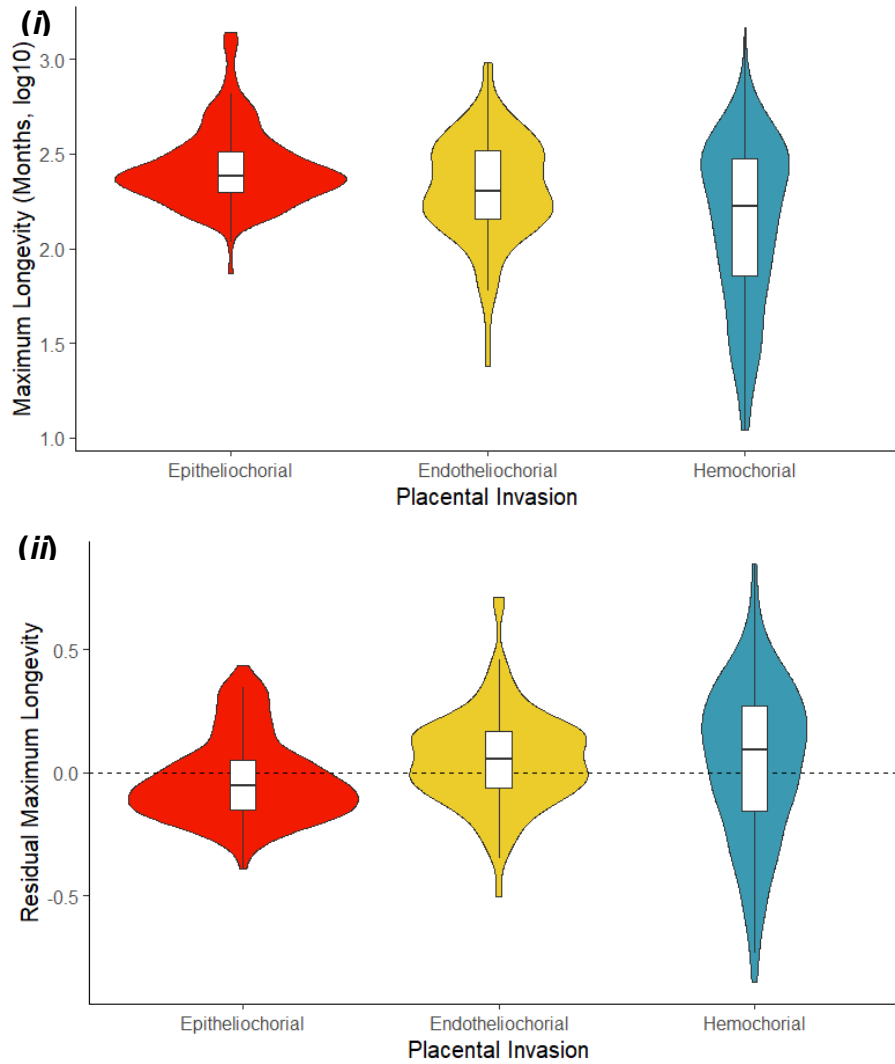 (i)
Maximum Longevity (Months, log10)
3.0
2.5
2.0
1.5
1.0
Epitheliochorial Endotheliochorial Hemochorial
Placental Invasion
(ii)
Residual Maximum Longevity
0.5
0.0
-0.5
Epitheliochorial Endotheliochorial Hemochorial
Placental Invasion